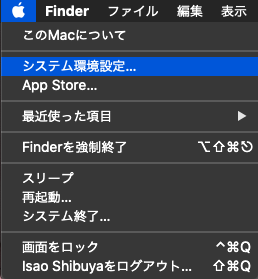 Finder ファイル 編集 表示
このMacについて
システム環境設定...
App Store...
最近使った項目
Finderを強制終了 ⌥⇧⌘⎋
スリープ
再起動...
システム終了...
画面をロック ^⌘Q
Isao Shibuyaをログアウト... ⇧⌘Q